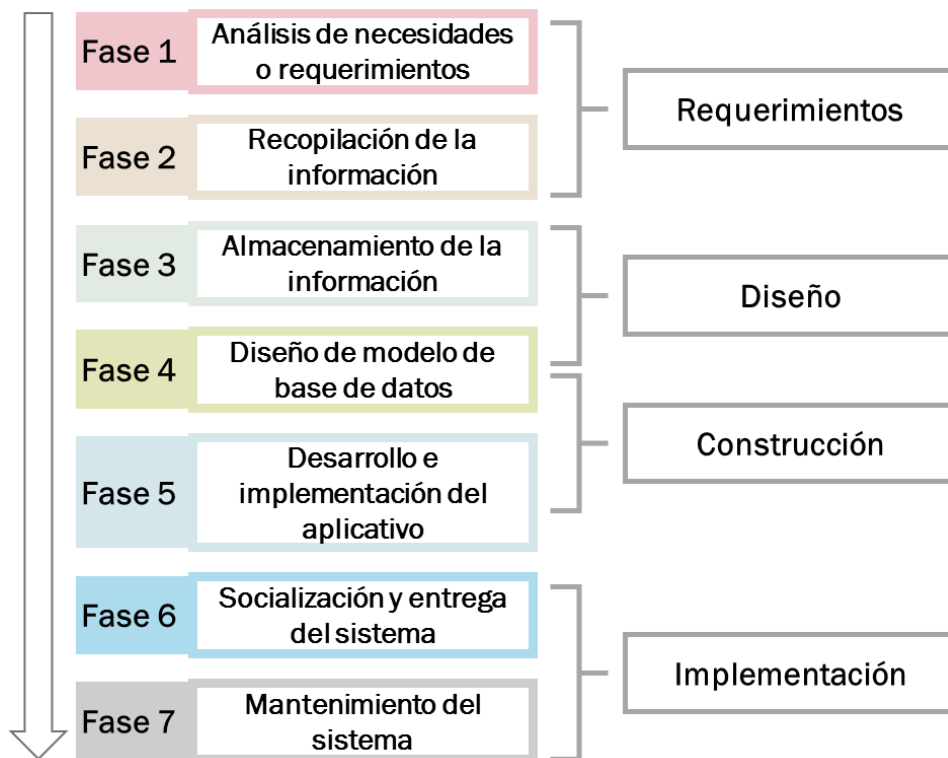 Fase 1
Análisis de necesidades
o requerimientos
Fase 2
Recopilación de la
información
Requerimientos
Fase 3
Almacenamiento de la
información
Fase 4
Diseño de modelo de
base de datos
Diseño
Fase 5
Desarrollo e
implementación del
aplicativo
Construcción
Fase 6
Socialización y entrega
del sistema
Fase 7
Mantenimiento del
sistema
Implementación